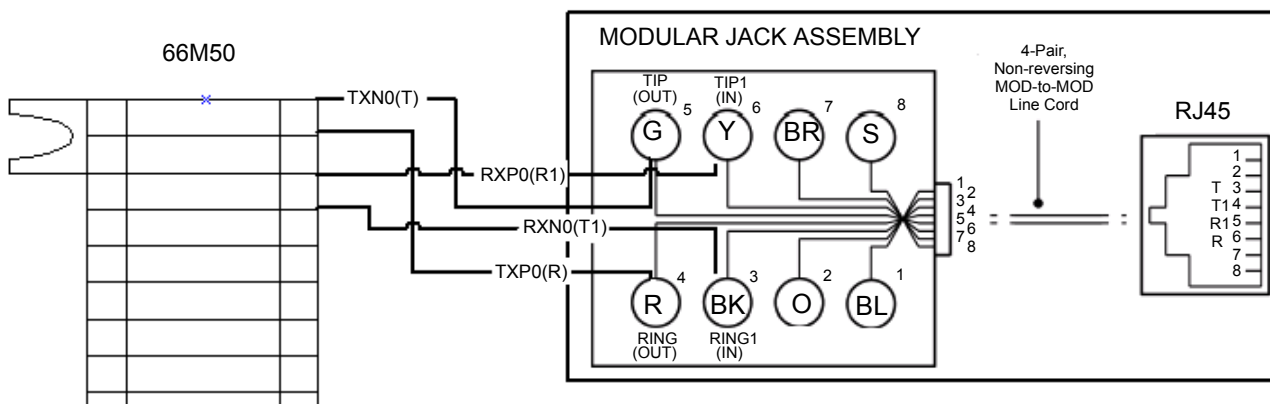 66M50
TXN0(T)
RXP0(R1)
RXN0(T1)
TXP0(R)
MODULAR JACK ASSEMBLY
TIP
(OUT)
5
TIP1
(IN)
6
7
8
G
Y
BR
S
R
4
BK
3
O
2
BL
1
RING
(OUT)
RING1
(IN)
1
2
3
4
5
6
7
8
4-Pair,
Non-reversing
MOD-to-MOD
Line Cord
RJ45
1
2
T 3
T1 4
R1 5
R 6
7
8